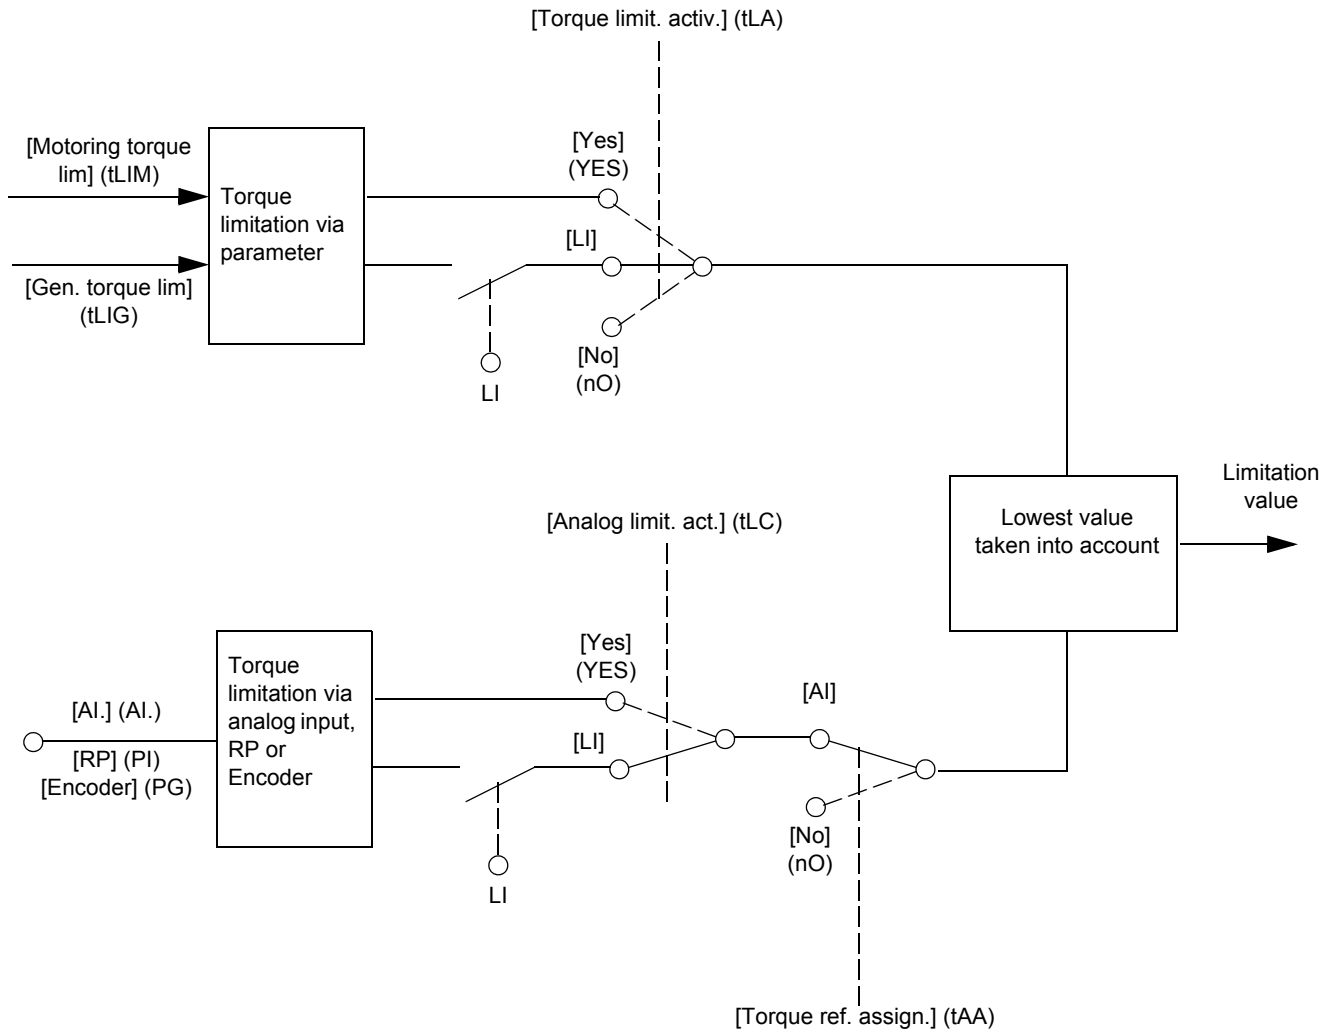 [Torque limit. activ.] (tLA)
[Motoring torque
lim] (tLIM)
[Gen. torque lim]
(tLIG)
Torque
limitation via
parameter
[Yes]
(YES)
[LI]
[No]
(nO)
LI
Lowest value
taken into account
Limitation
value
[Analog limit. act.] (tLC)
[AI.] (AI.)
[RP] (PI)
[Encoder] (PG)
Torque
limitation via
analog input,
RP or
Encoder
[Yes]
(YES)
[LI]
LI
[AI]
[No]
(nO)
[Torque ref. assign.] (tAA)